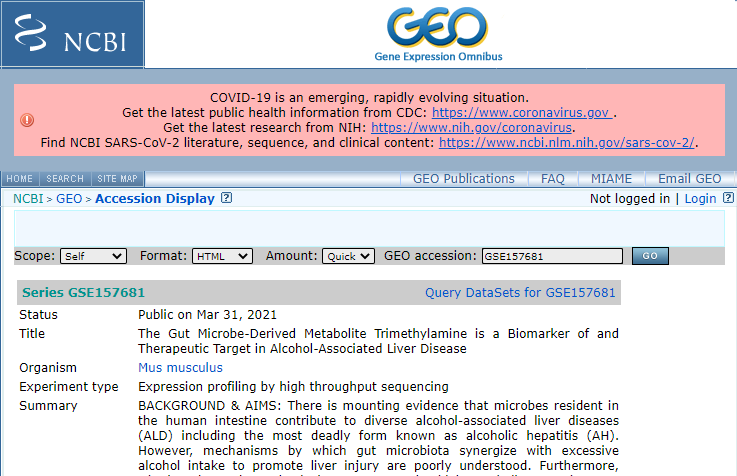 NCBI
GEO
Gene Expression Omnibus
COVID-19 is an emerging, rapidly evolving situation.
Get the latest public health information from CDC: https://www.coronavirus.gov .
Get the latest research from NIH: https://www.nih.gov/coronavirus.
Find NCBI SARS-CoV-2 literature, sequence, and clinical content: https://www.ncbi.nlm.nih.gov/sars-cov-2/.
HOME SEARCH SITE MAP GEO Publications FAQ MIAME Email GEO
NCBI > GEO > Accession Display ? Not logged in | Login ?
Scope: Self Format: HTML Amount: Quick GEO accession: GSE157681 GO
Series GSE157681 Query DataSets for GSE157681
Status Public on Mar 31, 2021
Title The Gut Microbe-Derived Metabolite Trimethylamine is a Biomarker of and
Therapeutic Target in Alcohol-Associated Liver Disease
Organism Mus musculus
Experiment type Expression profiling by high throughput sequencing
Summary BACKGROUND & AIMS: There is mounting evidence that microbes resident in
the human intestine contribute to diverse alcohol-associated liver diseases
(ALD) including the most deadly form known as alcoholic hepatitis (AH).
However, mechanisms by which gut microbiota synergize with excessive
alcohol intake to promote liver injury are poorly understood. Furthermore,